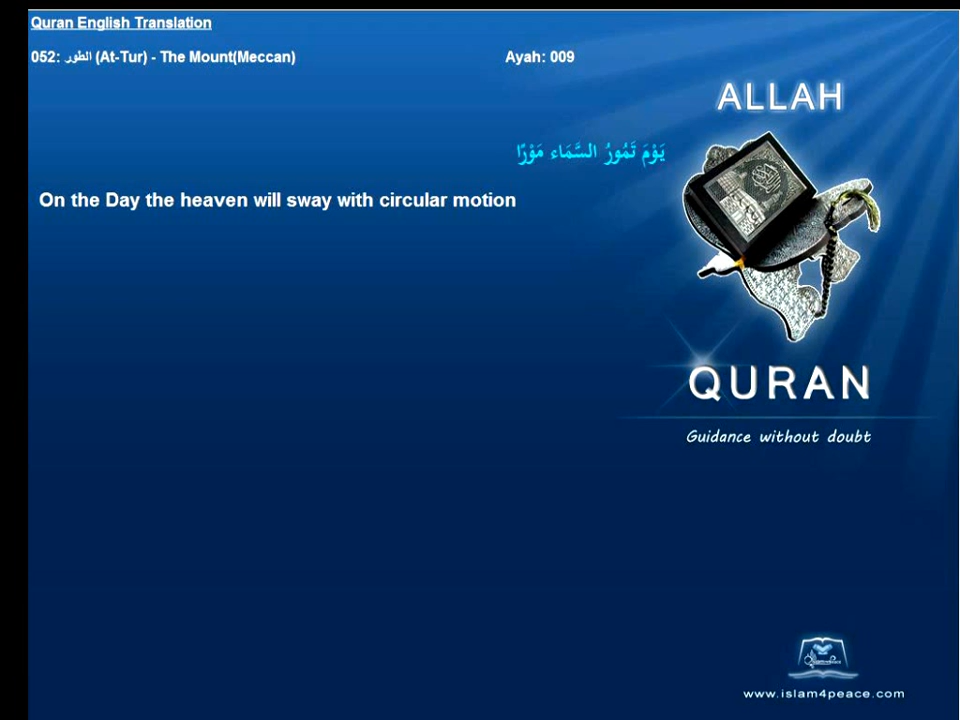 Quran English Translation
052: الطور (At-Tur) - The Mount(Meccan) Ayah: 009
ALLAH
يَوْمَ تَمُورُ السَّمَاء مَوْرًا
On the Day the heaven will sway with circular motion
QURAN
Guidance without doubt
www.islam4peace.com